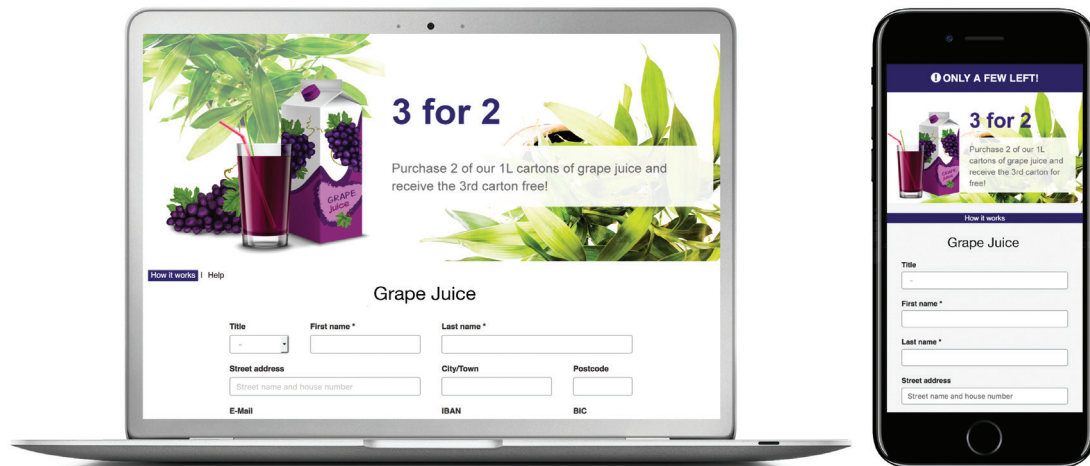 3 for 2
Purchase 2 of our 1L cartons of grape juice and
receive the 3rd carton free!
GRAPE
juice
How it works | Help
Grape Juice
Title First name * Last name *
-
Street address City/Town Postcode
Street name and house number
E-Mail IBAN BIC
! ONLY A FEW LEFT!
3 for 2
Purchase 2 of our 1L
cartons of grape juice and
receive the 3rd carton for
free!
GRAPE
juice
How it works
Grape Juice
Title
-
First name *
Last name *
Street address
Street name and house number